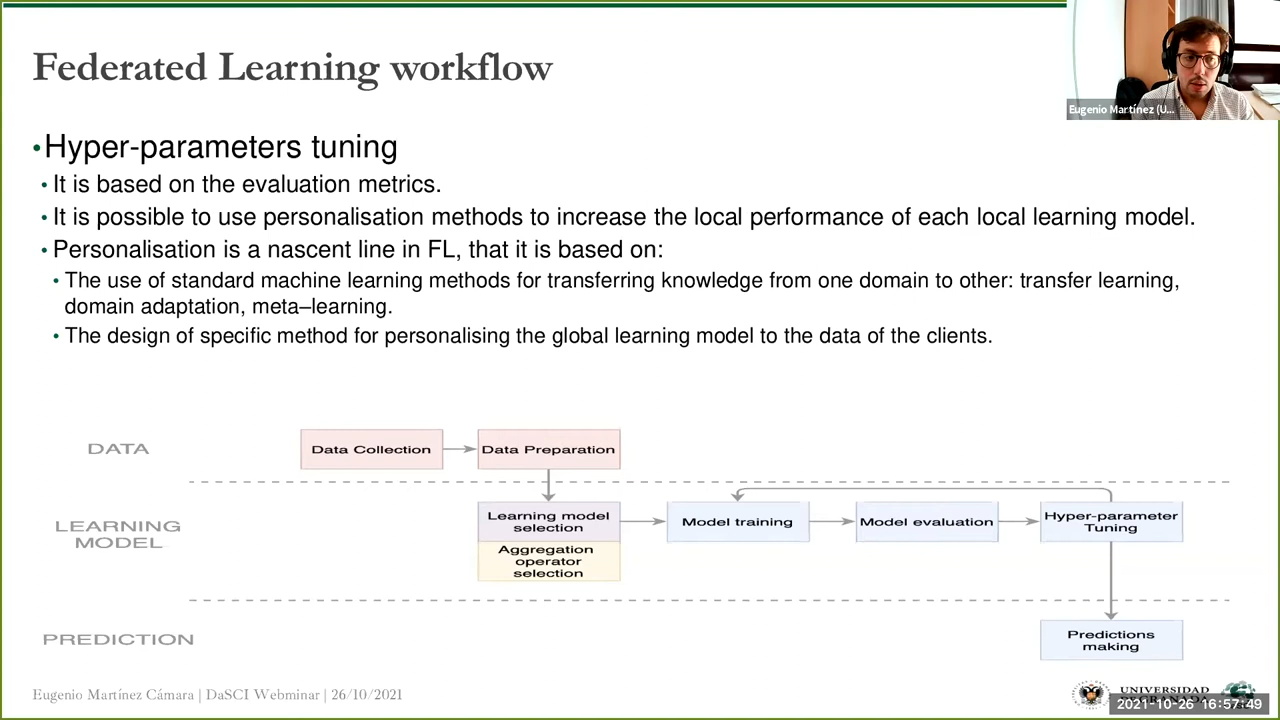 Federated Learning workflow
Eugenio Martínez (U...
•Hyper-parameters tuning
• It is based on the evaluation metrics.
• It is possible to use personalisation methods to increase the local performance of each local learning model.
• Personalisation is a nascent line in FL, that it is based on:
• The use of standard machine learning methods for transferring knowledge from one domain to other: transfer learning,
domain adaptation, meta–learning.
• The design of specific method for personalising the global learning model to the data of the clients.
DATA
Data Collection
Data Preparation
LEARNING
MODEL
Learning model
selection
Aggregation
operator
selection
Model training
Model evaluation
Hyper-parameter
Tuning
PREDICTION
Predictions
making
Eugenio Martínez Cámara | DaSCI Webminar | 26/10/2021
UNIVERSIDAD
2021-10-26 16:57:49